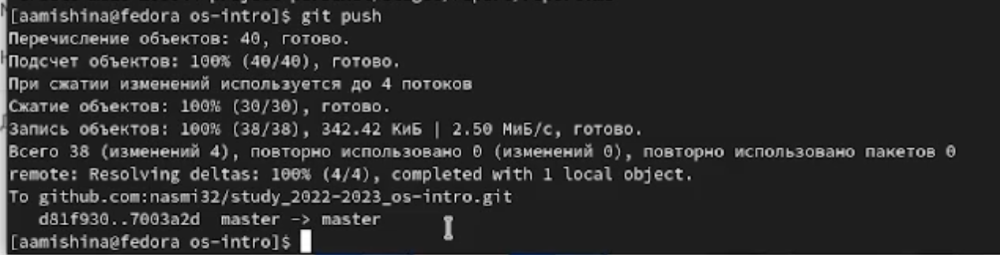 [aamishina@fedora os-intro]$ git push
Перечисление объектов: 40, готово.
Подсчет объектов: 100% (40/40), готово.
При сжатии изменений используется до 4 потоков
Сжатие объектов: 100% (30/30), готово.
Запись объектов: 100% (38/38), 342.42 КиБ | 2.50 МиБ/с, готово.
Всего 38 (изменений 4), повторно использовано 0 (изменений 0), повторно использовано пакетов 0
remote: Resolving deltas: 100% (4/4), completed with 1 local object.
To github.com:nasmi32/study_2022-2023_os-intro.git
d81f930..7003a2d  master -> master
[aamishina@fedora os-intro]$